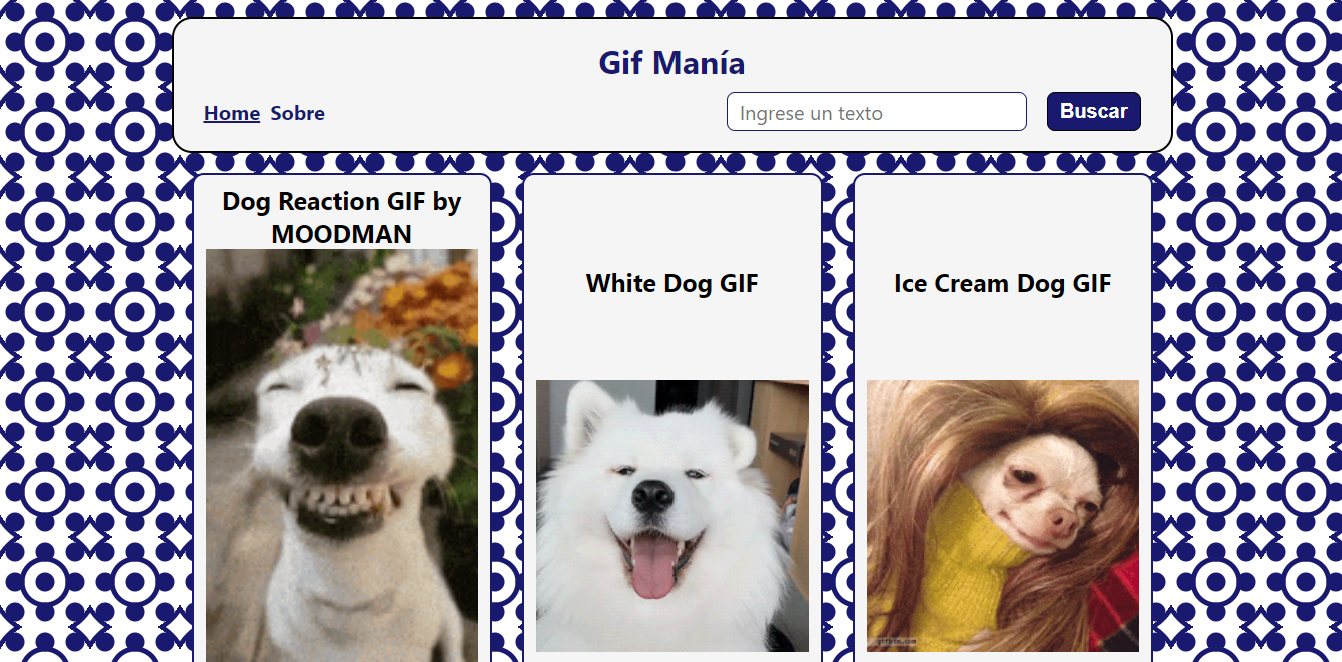 Gif Manía
Home Sobre
Ingrese un texto
Buscar
Dog Reaction GIF by
MOODMAN
White Dog GIF
Ice Cream Dog GIF